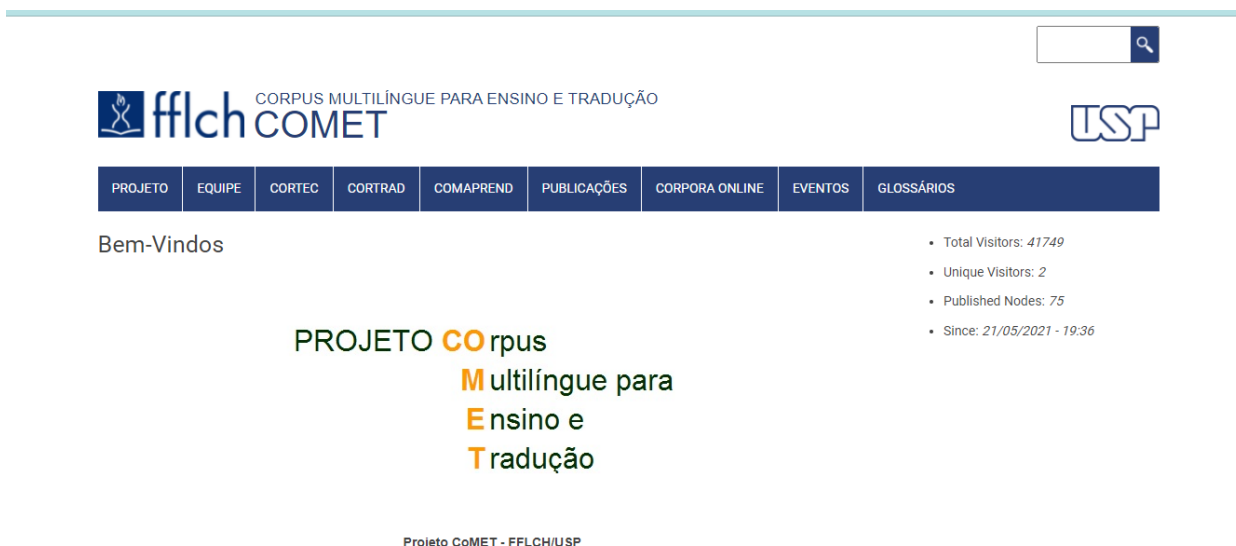 fflch
CORPUS MULTILÍNGUE PARA ENSINO E TRADUÇÃO
COMET
USP
PROJETO EQUIPE CORTEC CORTRAD COMAPREND PUBLICAÇÕES CORPORA ONLINE EVENTOS GLOSSÁRIOS
Bem-Vindos
PROJETO CO rpus
M ultilíngue para
E nsino e
T radução
Projeto CoMET - FFLCH/USP
Total Visitors: 41749
Unique Visitors: 2
Published Nodes: 75
Since: 21/05/2021 - 19:36